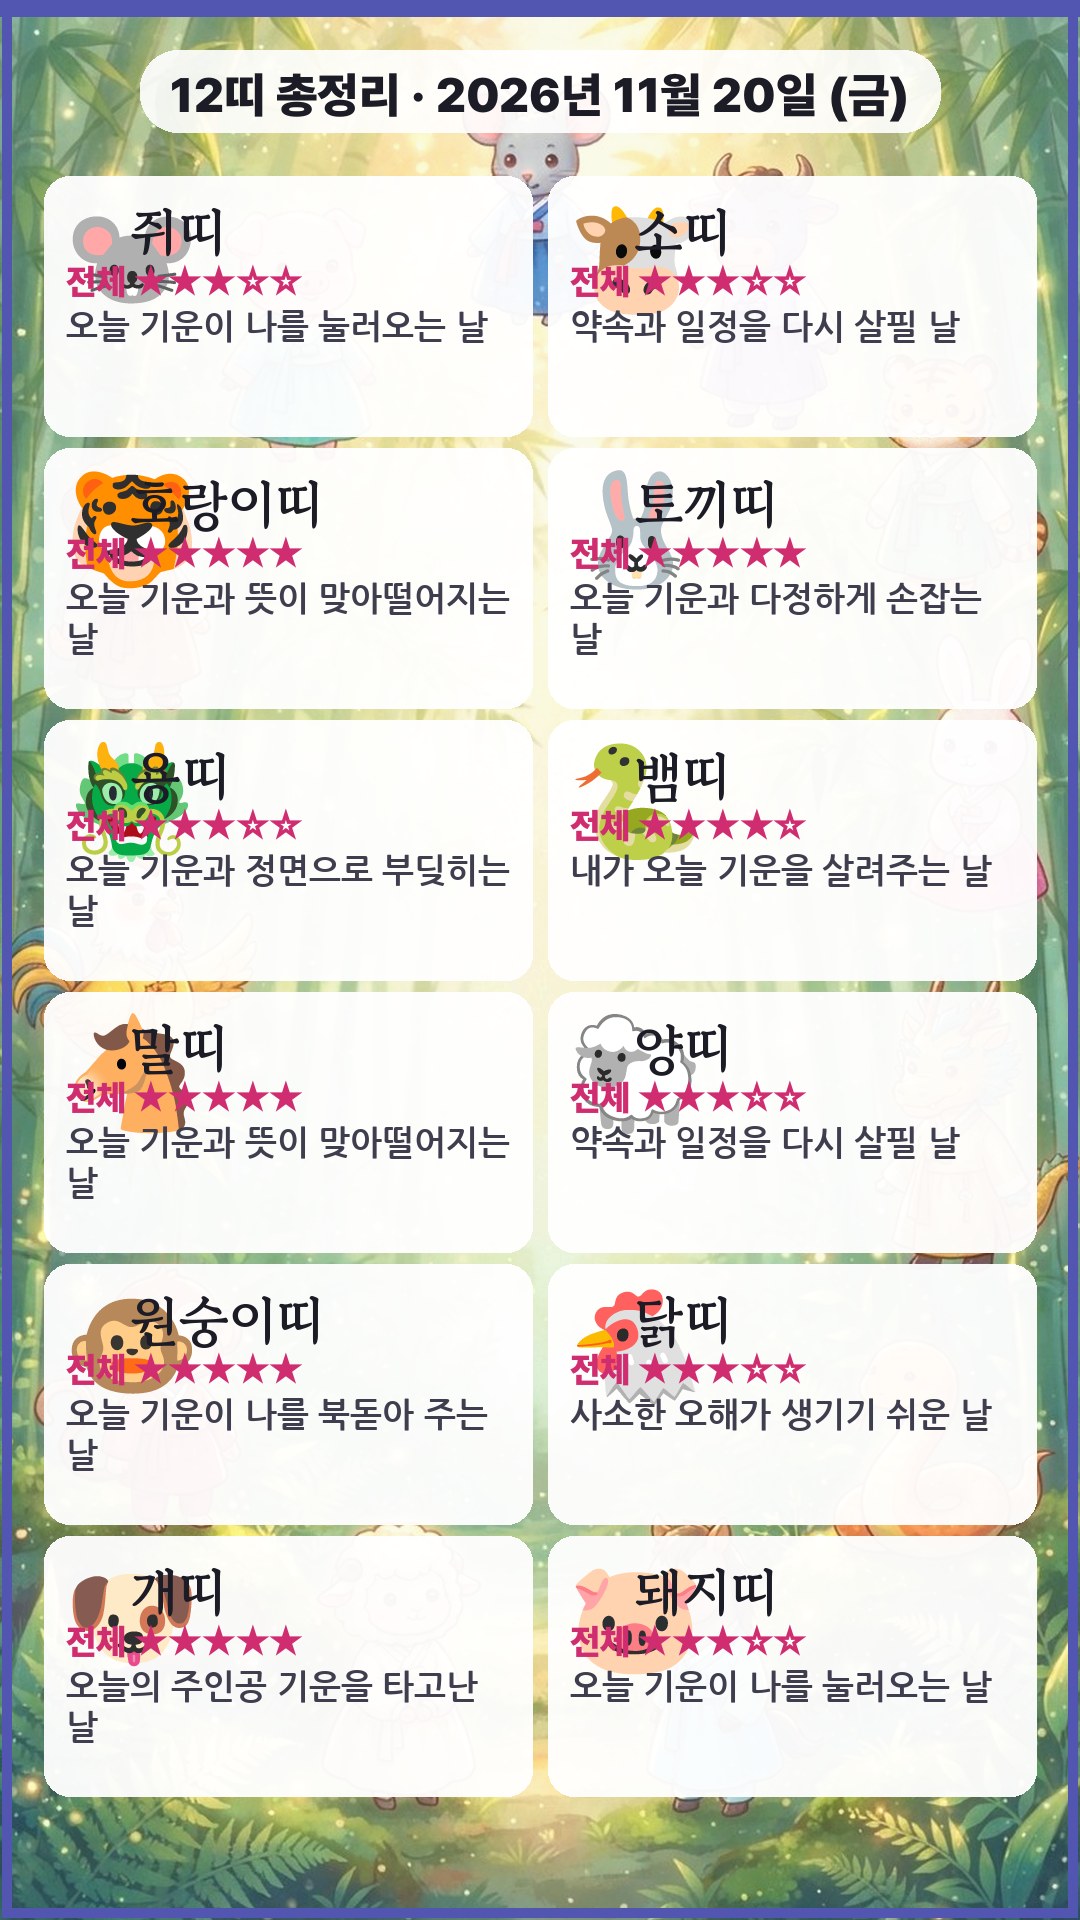 12띠 총정리 · 2026년 11월 20일 (금)
쥐띠
전체 ★★★☆☆
오늘 기운이 나를 눌러오는 날
소띠
전체 ★★★☆☆
약속과 일정을 다시 살필 날
호랑이띠
전체 ★★★★★
오늘 기운과 뜻이 맞아떨어지는
날
토끼띠
전체 ★★★★★
오늘 기운과 다정하게 손잡는
날
용띠
전체 ★★★☆☆
오늘 기운과 정면으로 부딪히는
날
뱀띠
전체 ★★★★☆
내가 오늘 기운을 살려주는 날
말띠
전체 ★★★★★
오늘 기운과 뜻이 맞아떨어지는
날
양띠
전체 ★★★☆☆
약속과 일정을 다시 살필 날
원숭이띠
전체 ★★★★★
오늘 기운이 나를 북돋아 주는
날
닭띠
전체 ★★★☆☆
사소한 오해가 생기기 쉬운 날
개띠
전체 ★★★★★
오늘의 주인공 기운을 타고난
날
돼지띠
전체 ★★★☆☆
오늘 기운이 나를 눌러오는 날